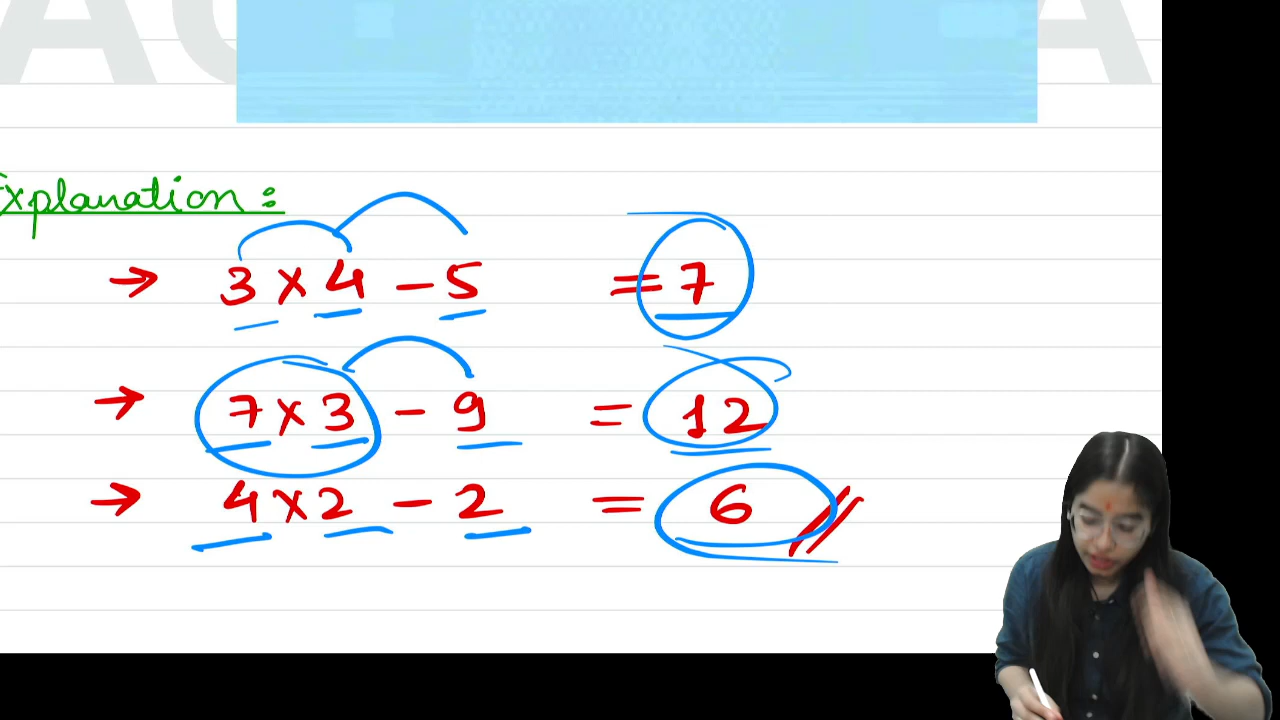 Explanation :
→ 3 × 4 - 5 = 7
→ 7 × 3 - 9 = 12
→ 4 × 2 - 2 = 6